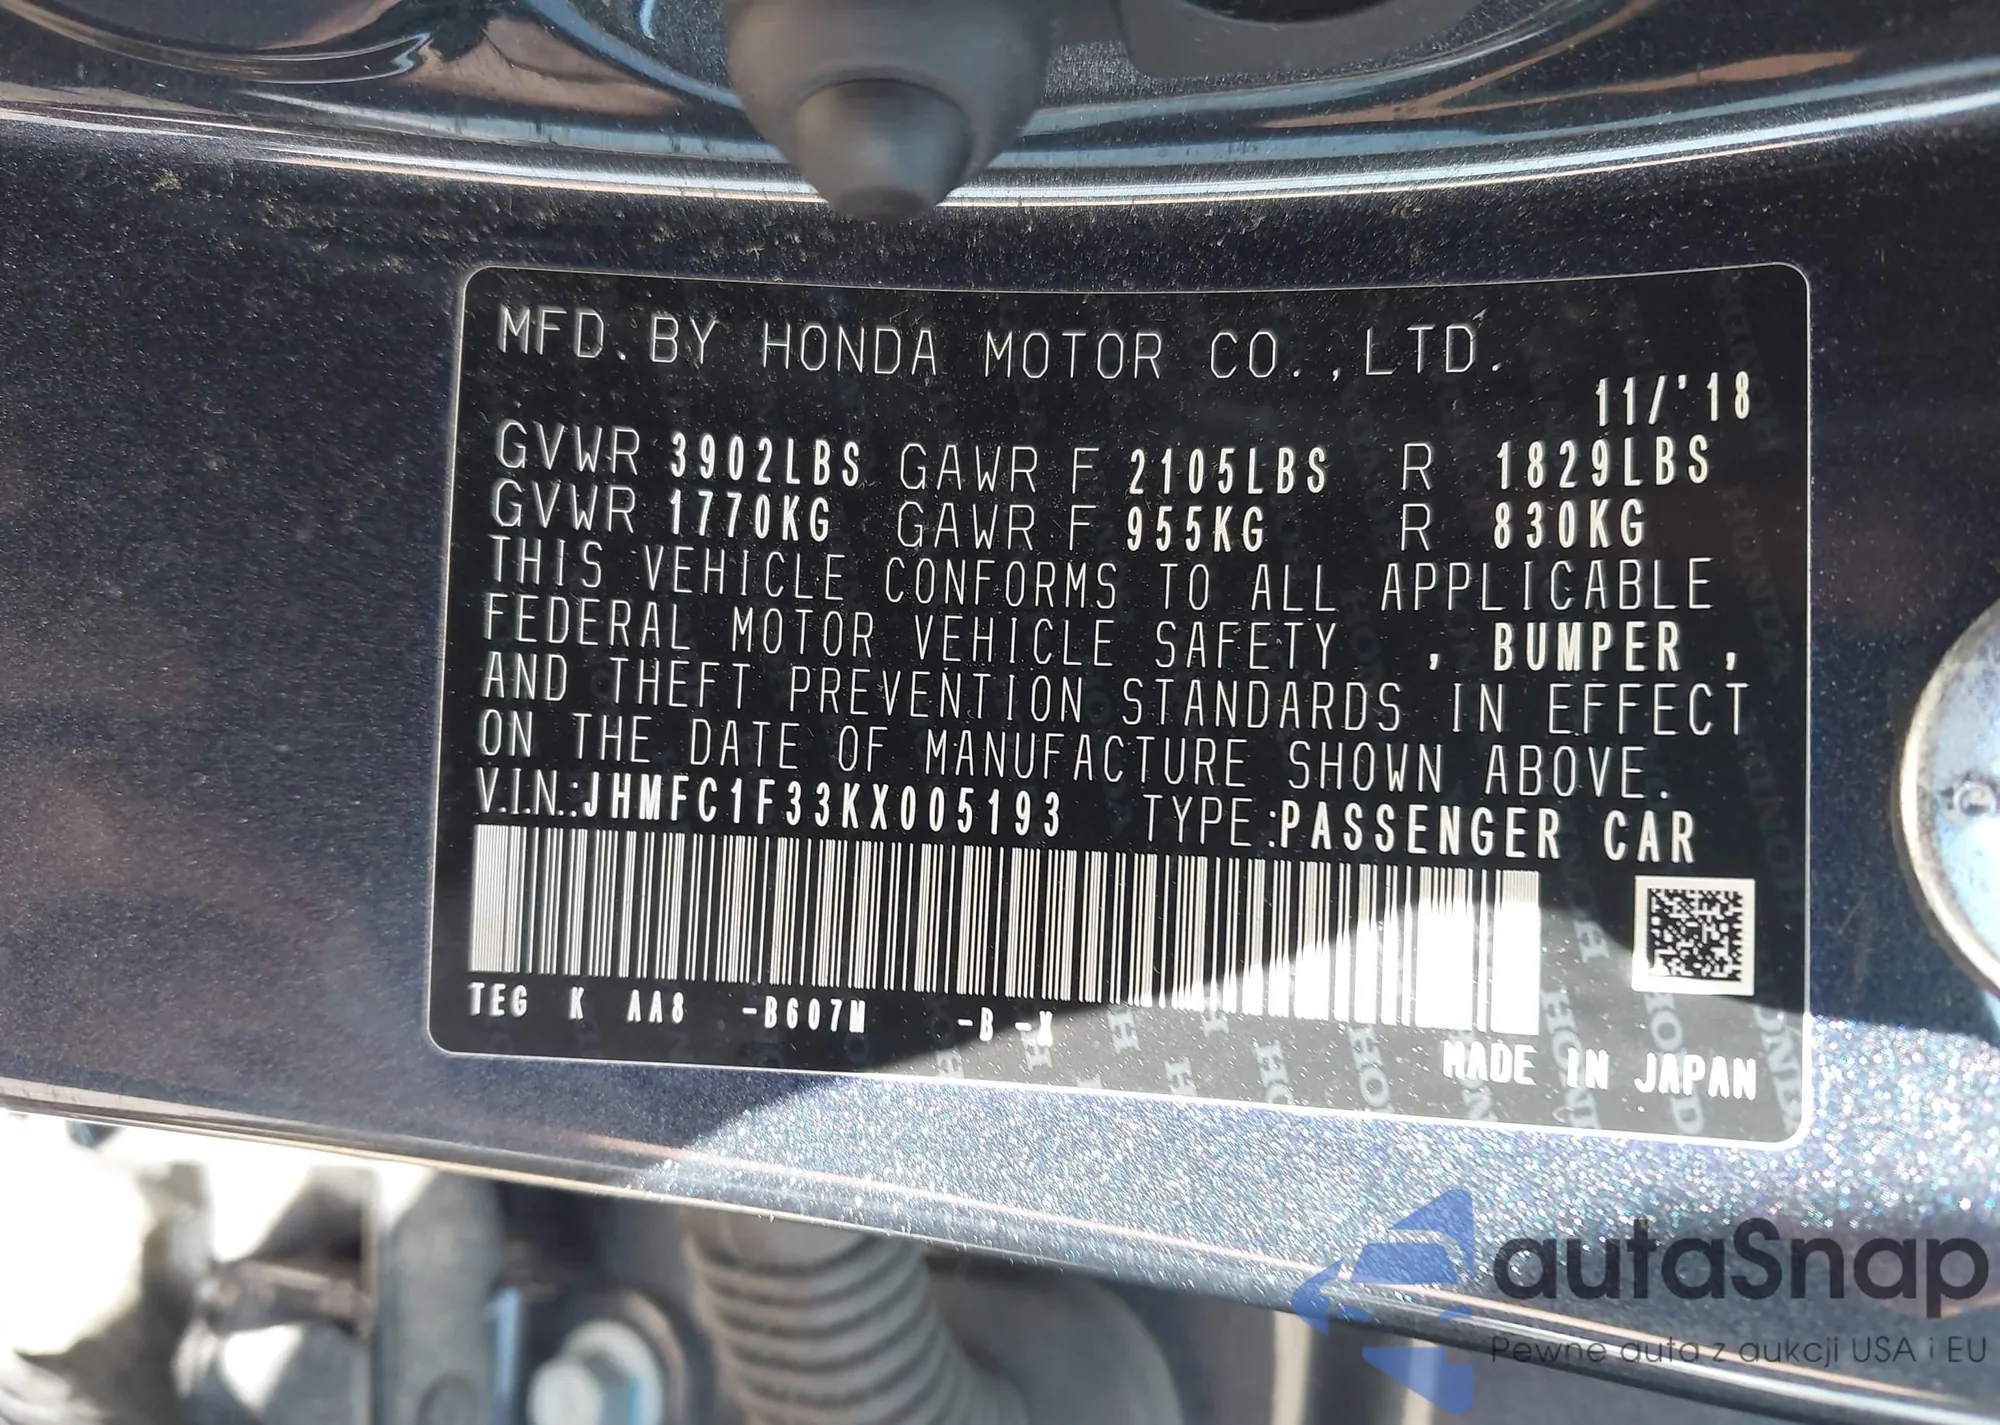 MFD. BY HONDA MOTOR CO.,LTD.
11/'18
GVWR 3902LBS GAWR F 2105LBS R 1829LBS
GVWR 1770KG GAWR F 955KG R 830KG
THIS VEHICLE CONFORMS TO ALL APPLICABLE
FEDERAL MOTOR VEHICLE SAFETY , BUMPER ,
AND THEFT PREVENTION STANDARDS IN EFFECT
ON THE DATE OF MANUFACTURE SHOWN ABOVE.
V.I.N.:JHMFC1F33KX005193 TYPE:PASSENGER CAR
TEG K AA8 -B607M -B -X
MADE IN JAPAN
autaSnap
Pewne auta z aukcji USA i EU